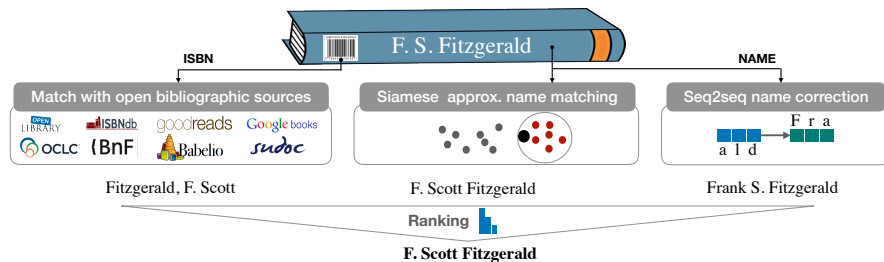 F. S. Fitzgerald
ISBN
NAME
Match with open bibliographic sources
Siamese approx. name matching
Seq2seq name correction
OPEN LIBRARY
ISBNdb
goodreads
Google books
OCLC
{BnF
Babelio
sudoc
F r a
a l d
Fitzgerald, F. Scott
F. Scott Fitzgerald
Frank S. Fitzgerald
Ranking
F. Scott Fitzgerald